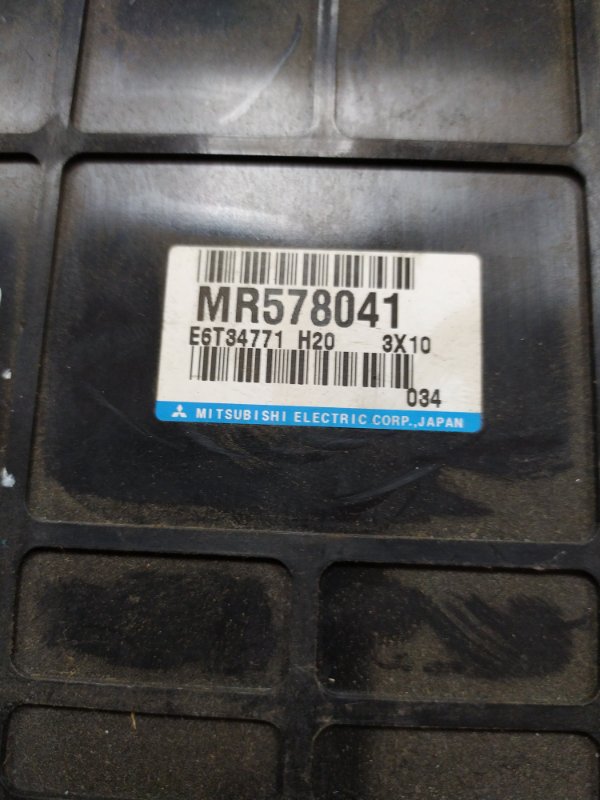 MR578041
E6T34771 H20 3X10
034
MITSUBISHI ELECTRIC CORP.,JAPAN